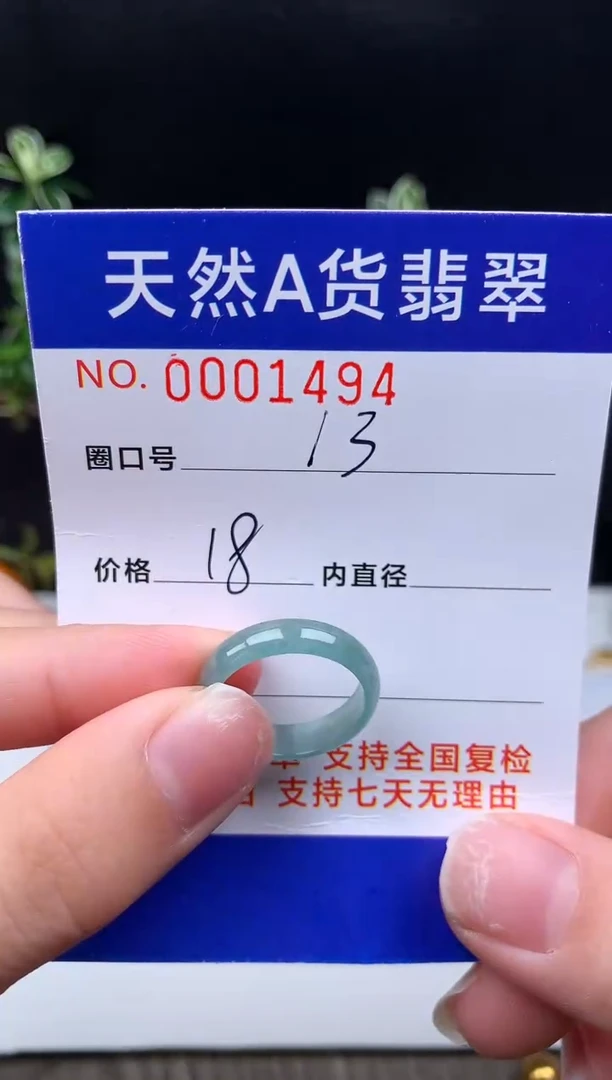 天然A货翡翠
NO. 0001494
圈口号 13
价格 18 内直径
支持全国复检
支持七天无理由